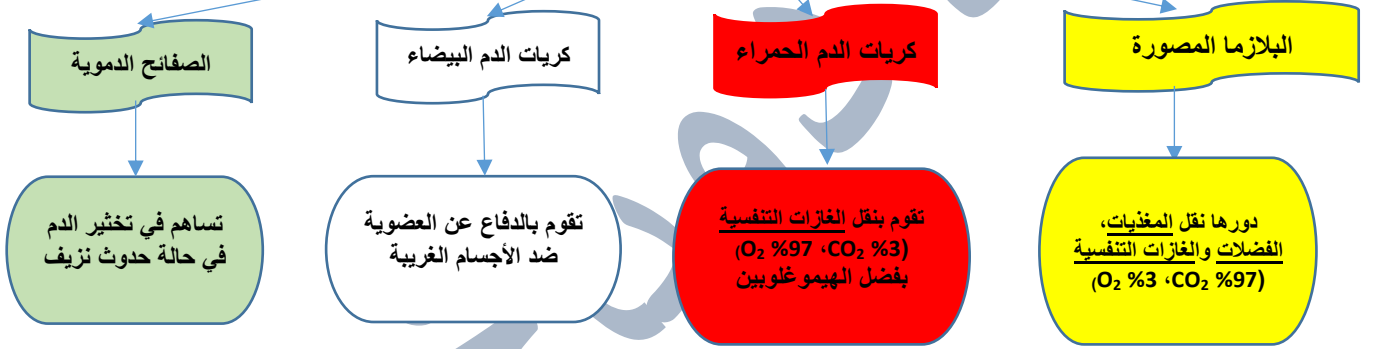 البلازما المصورة
كريات الدم الحمراء
كريات الدم البيضاء
الصفائح الدموية
دورها نقل المغذيات،
الفضلات والغازات التنفسية
(O₂ %3 ،CO₂ %97)
تقوم بنقل الغازات التنفسية
(O₂ %97 ،CO₂ %3)
بفضل الهيموغلوبين
تقوم بالدفاع عن العضوية
ضد الأجسام الغريبة
تساهم في تخثير الدم
في حالة حدوث نزيف